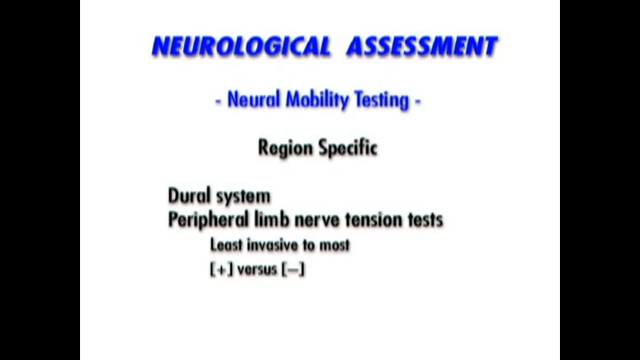 NEUROLOGICAL ASSESSMENT
- Neural Mobility Testing -
Region Specific
Dural system
Peripheral limb nerve tension tests
Least invasive to most
[+] versus [—]